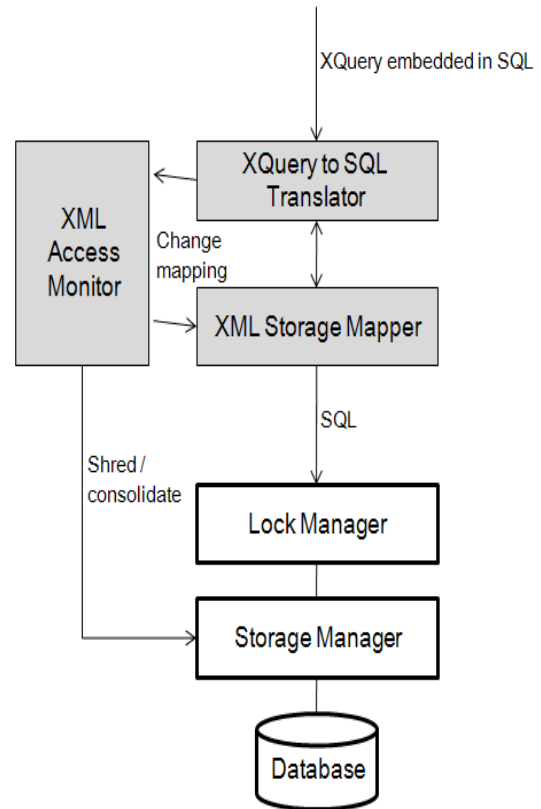 XQuery embedded in SQL
XQuery to SQL
Translator
XML
Access
Monitor
Change
mapping
XML Storage Mapper
SQL
Shred /
consolidate
Lock Manager
Storage Manager
Database